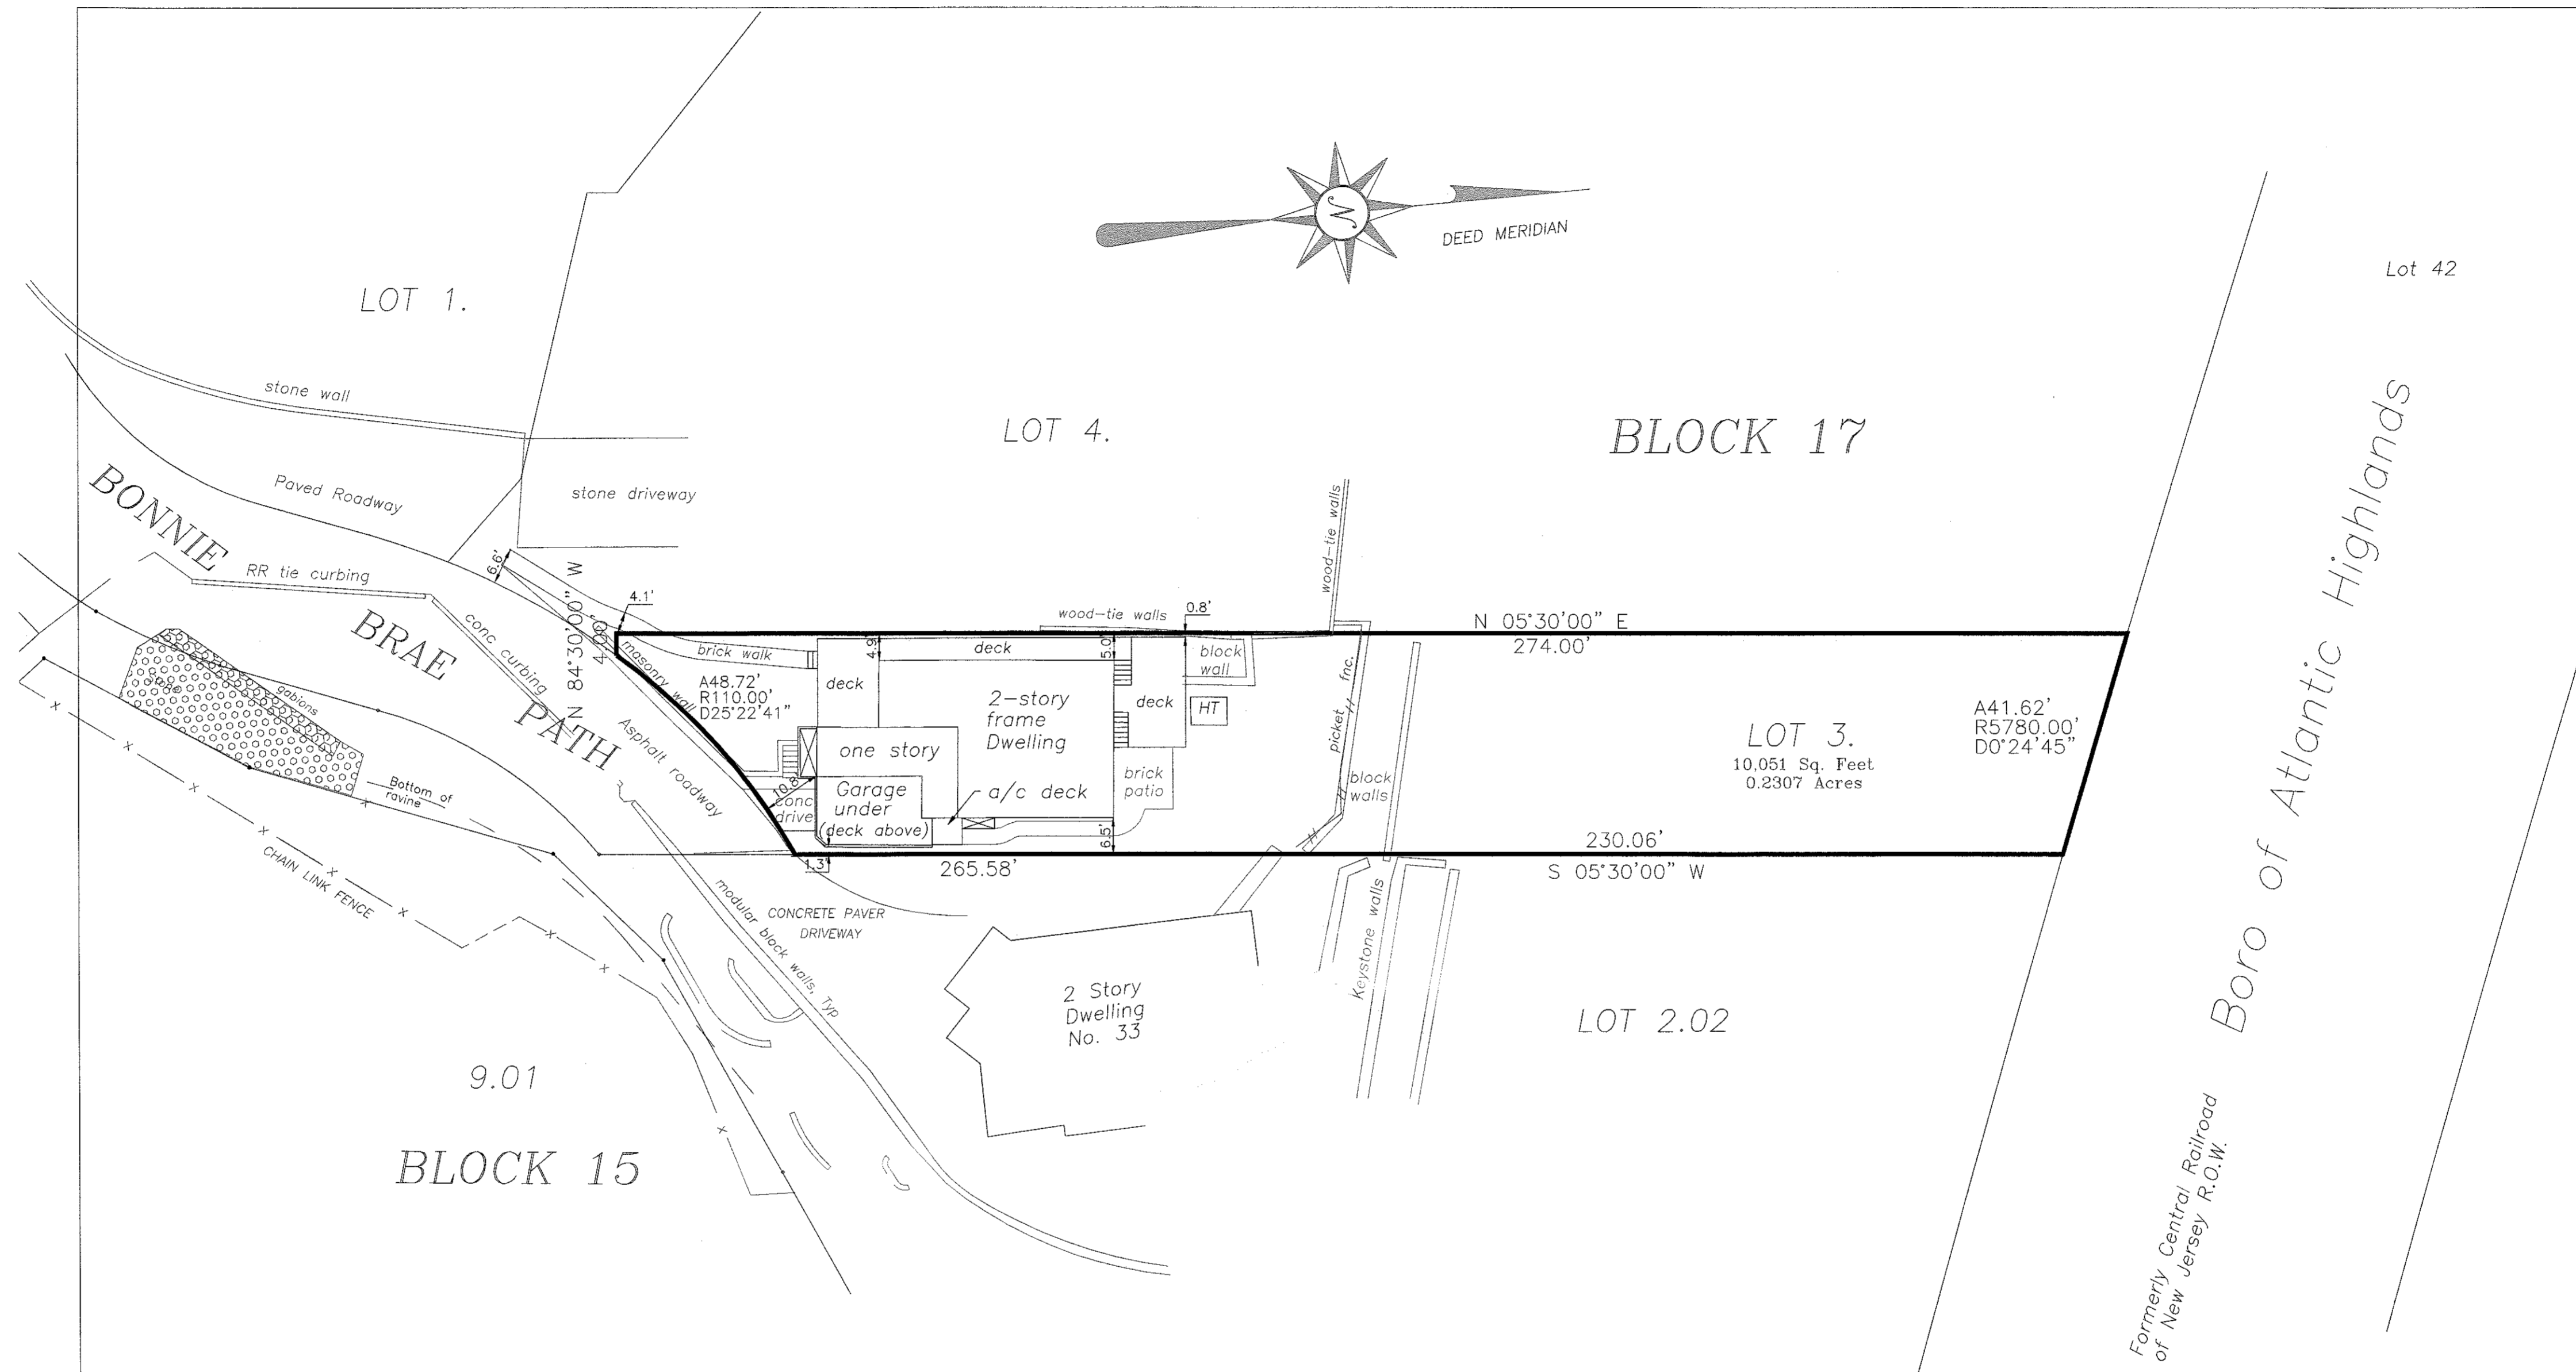 N
DEED MERIDIAN
Lot 42
LOT 1.
stone wall
LOT 4.
BLOCK 17
Boro of Atlantic Highlands
BONNIE
BRAE
PATH
Paved Roadway
stone driveway
wood-tie walls
6.6'
RR tie curbing
N 84°30'00" W
4.00'
4.1'
wood-tie walls
0.8'
N 05°30'00" E
274.00'
conc curbing
masonry wall
brick walk
4.9'
deck
5.0'
block
wall
picket fnc.
A48.72'
R110.00'
D25°22'41"
deck
2-story
frame
Dwelling
deck
HT
A41.62'
R5780.00'
D0°24'45"
gabions
Asphalt roadway
one story
LOT 3.
10,051 Sq. Feet
0.2307 Acres
Bottom of
ravine
10.8'
conc
drive
Garage
under
(deck above)
a/c deck
brick
patio
block
walls
6.5'
230.06'
S 05°30'00" W
1.3'
265.58'
CHAIN LINK FENCE
modular block walls, Typ
CONCRETE PAVER
DRIVEWAY
Keystone walls
2 Story
Dwelling
No. 33
LOT 2.02
9.01
BLOCK 15
Formerly Central Railroad
of New Jersey R.O.W.